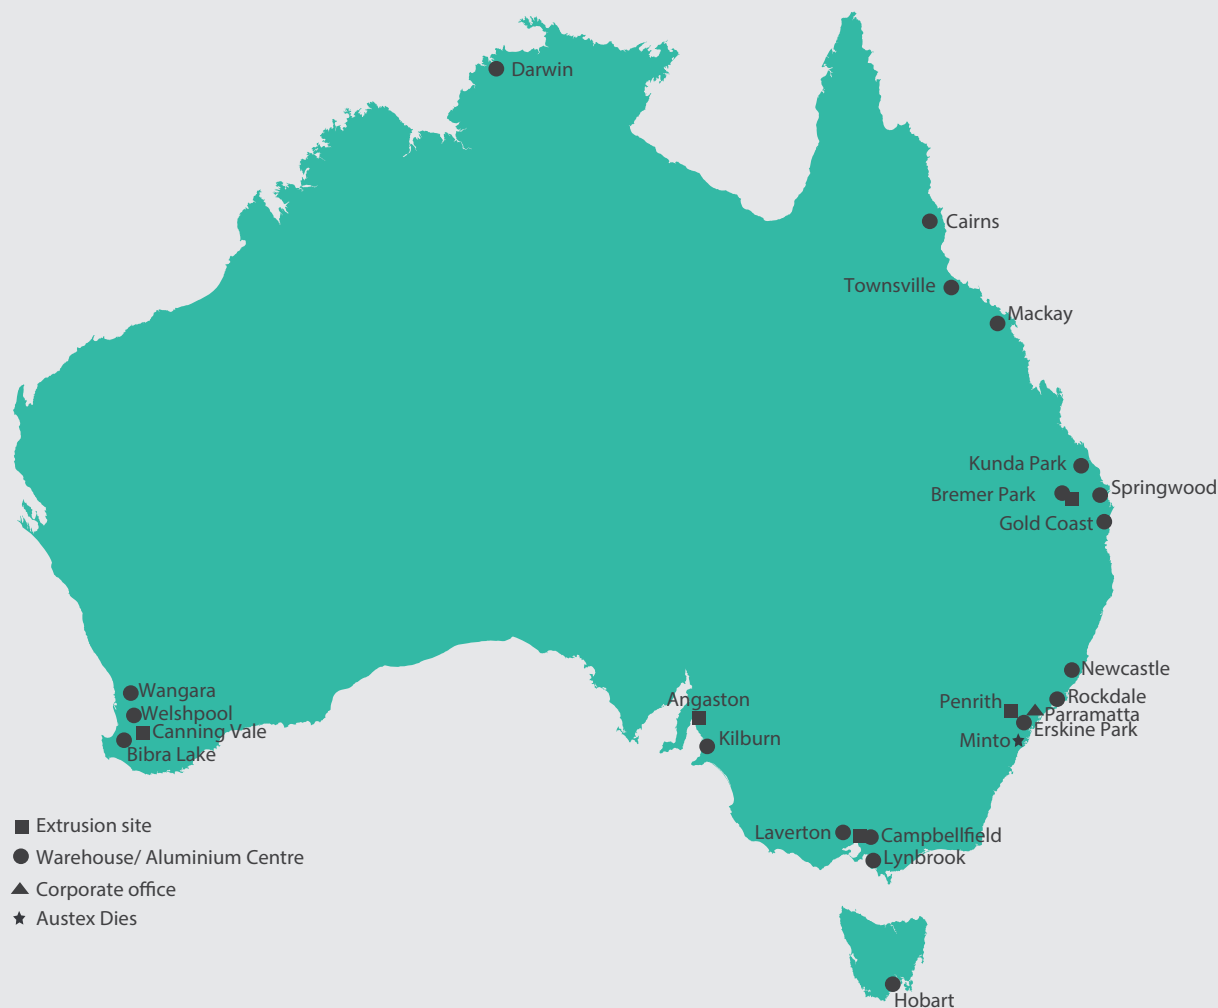 Darwin
Cairns
Townsville
Mackay
Kunda Park
Springwood
Bremer Park
Gold Coast
Newcastle
Rockdale
Penrith
Parramatta
Erskine Park
Minto
Angaston
Kilburn
Wangara
Welshpool
Canning Vale
Bibra Lake
Laverton
Campbellfield
Lynbrook
Hobart
Extrusion site
Warehouse/ Aluminium Centre
Corporate office
Austex Dies